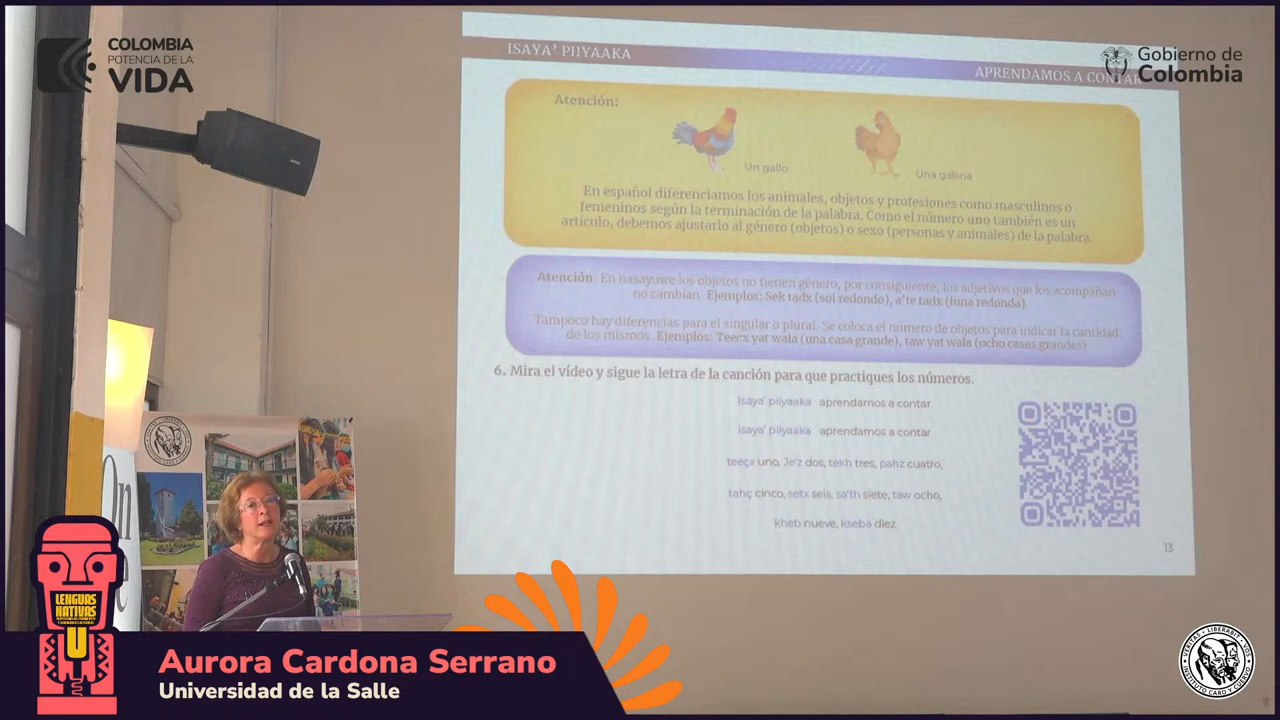 COLOMBIA
POTENCIA DE LA
VIDA
Gobierno de
Colombia
ISAYA' PIIYAAKA
APRENDAMOS A CONTAR
Atención:
Un gallo
Una gallina
En español diferenciamos los animales, objetos y profesiones como masculinos o
femeninos según la terminación de la palabra. Como el número uno también es un
artículo, debemos ajustarlo al género (objetos) o sexo (personas y animales) de la palabra.
Atención: En nasayuwe los objetos no tienen género, por consiguiente, los adjetivos que los acompañan
no cambian. Ejemplos: Sek tadx (sol redondo), a'te tadx (luna redonda).
Tampoco hay diferencias para el singular o plural. Se coloca el número de objetos para indicar la cantidad
de los mismos. Ejemplos: Teecx yat wala (una casa grande), taw yat wala (ocho casas grandes)
6. Mira el vídeo y sigue la letra de la canción para que practiques los números.
Isaya' piiyaaka aprendamos a contar
Isaya' piiyaaka aprendamos a contar
teeçx uno, Je'z dos, tekh tres, pahz cuatro,
tahç cinco, setx seis, sa'th siete, taw ocho,
kheb nueve, kseba diez
13
LENGUAS
NATIVAS
Aurora Cardona Serrano
Universidad de la Salle
INSTITUTO CARO Y CUERVO